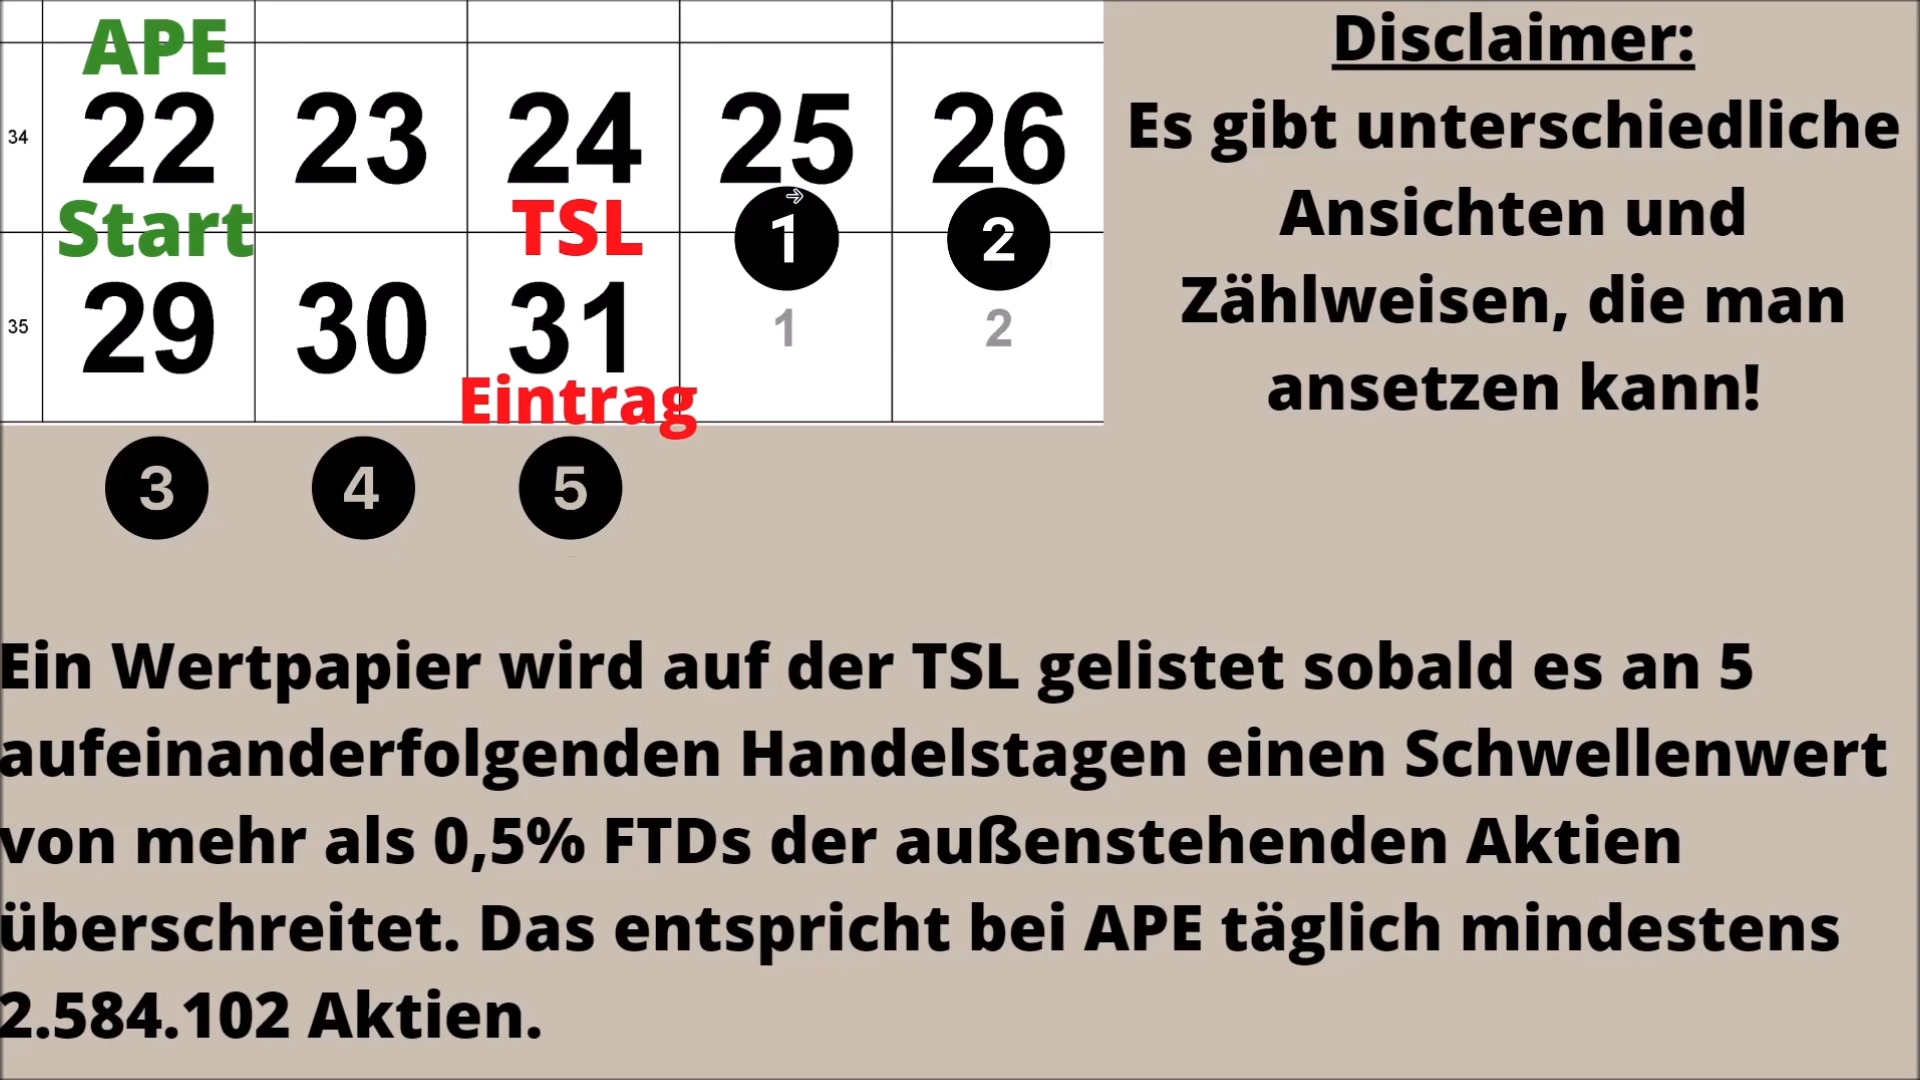 APE
34 22 23 24 25 26
Start TSL 1 2
35 29 30 31 1 2
Eintrag
3 4 5
Disclaimer:
Es gibt unterschiedliche
Ansichten und
Zählweisen, die man
ansetzen kann!
Ein Wertpapier wird auf der TSL gelistet sobald es an 5
aufeinanderfolgenden Handelstagen einen Schwellenwert
von mehr als 0,5% FTDs der außenstehenden Aktien
überschreitet. Das entspricht bei APE täglich mindestens
2.584.102 Aktien.